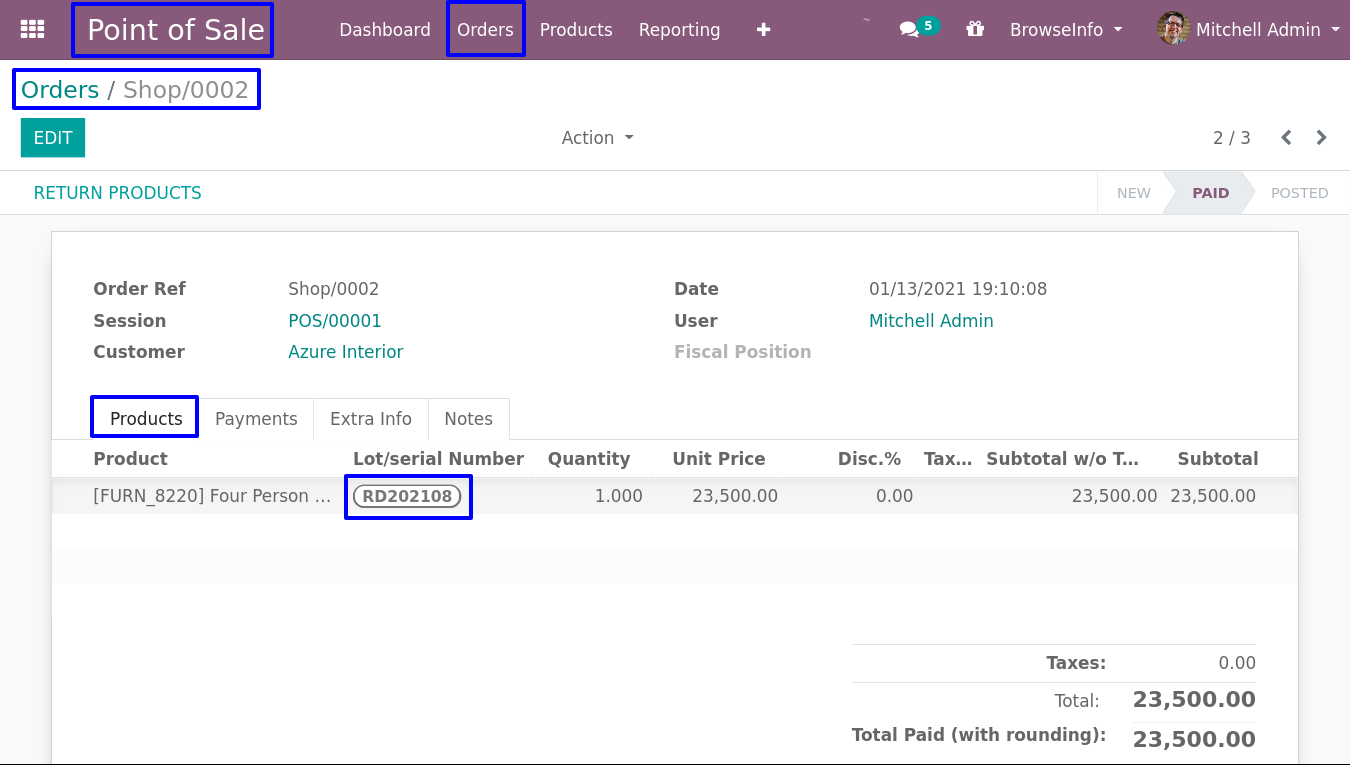 Point of Sale Dashboard Orders Products Reporting + 5 BrowseInfo Mitchell Admin
Orders / Shop/0002
EDIT Action 2 / 3
RETURN PRODUCTS NEW PAID POSTED
Order Ref Shop/0002 Date 01/13/2021 19:10:08
Session POS/00001 User Mitchell Admin
Customer Azure Interior Fiscal Position
Products Payments Extra Info Notes
Product Lot/serial Number Quantity Unit Price Disc.% Tax... Subtotal w/o T... Subtotal
[FURN_8220] Four Person ... RD202108 1.000 23,500.00 0.00 23,500.00 23,500.00
Taxes: 0.00
Total: 23,500.00
Total Paid (with rounding): 23,500.00